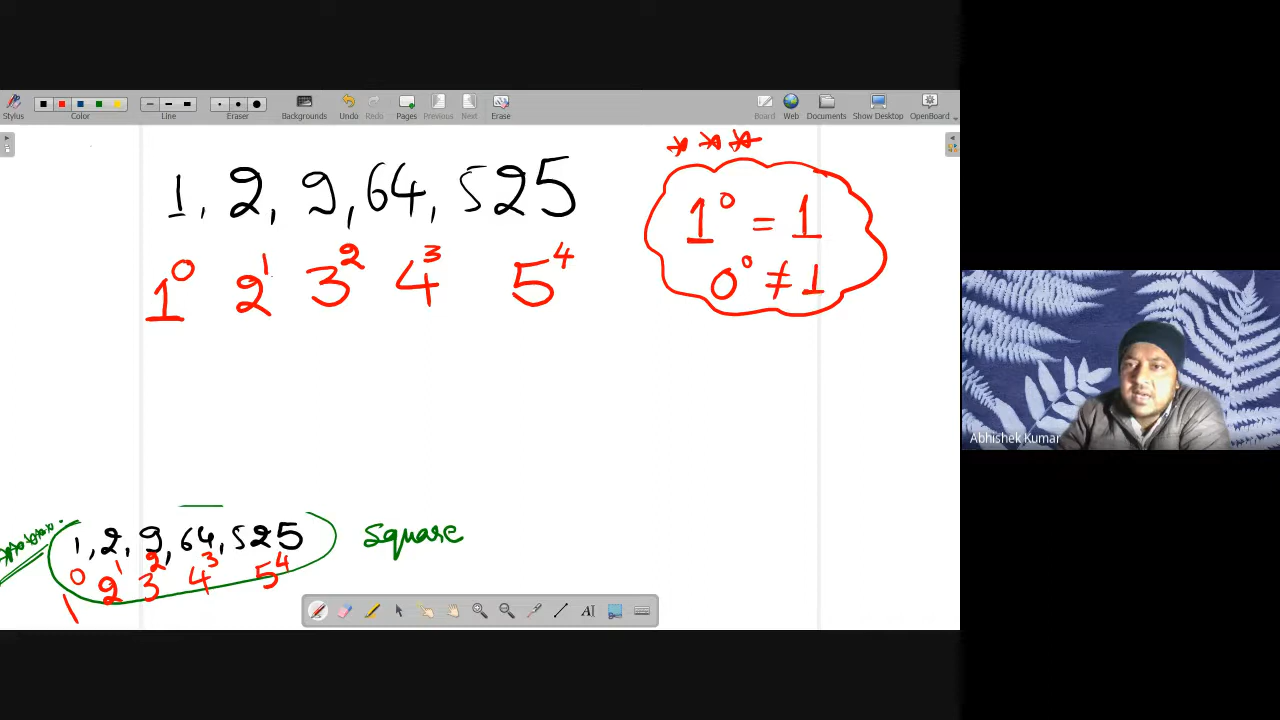 Stylus Color Line Eraser Backgrounds Undo Redo Pages Previous Next Erase Board Web Documents Show Desktop OpenBoard
1, 2, 9, 64, 525
1⁰ 2¹ 3² 4³ 5⁴
1⁰ = 1
0⁰ ≠ 1
Abhishek Kumar
1, 2, 9, 64, 525 square
1⁰ 2¹ 3² 4³ 5⁴